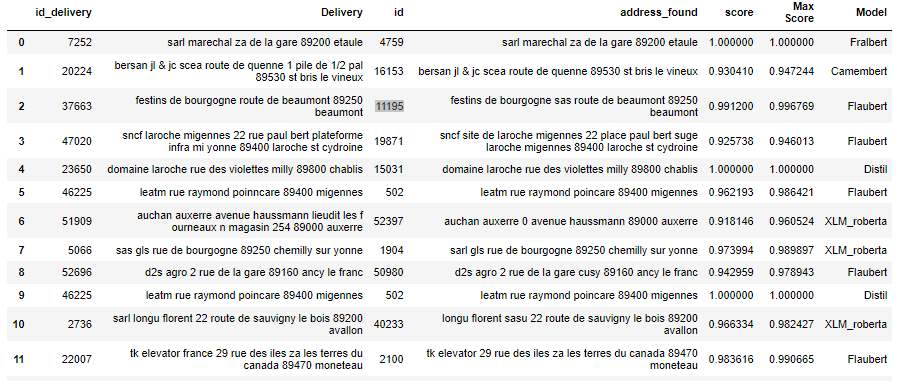 id_delivery Delivery id address_found score Max Score Model
0 7252 sarl marechal za de la gare 89200 etaule 4759 sarl marechal za de la gare 89200 etaule 1.000000 1.000000 Fralbert
1 20224 bersan jl & jc scea route de quenne 1 pile de 1/2 pal 89530 st bris le vineux 16153 bersan jl & jc scea route de quenne 89530 st bris le vineux 0.930410 0.947244 Camembert
2 37663 festins de bourgogne route de beaumont 89250 beaumont 11195 festins de bourgogne sas route de beaumont 89250 beaumont 0.991200 0.996769 Flaubert
3 47020 sncf laroche migennes 22 rue paul bert plateforme infra mi yonne 89400 laroche st cydroine 19871 sncf site de laroche migennes 22 place paul bert suge laroche migennes 89400 laroche st cydroine 0.925738 0.946013 Flaubert
4 23650 domaine laroche rue des violettes milly 89800 chablis 15031 domaine laroche rue des violettes milly 89800 chablis 1.000000 1.000000 Distil
5 46225 leatm rue raymond poinncare 89400 migennes 502 leatm rue raymond poincare 89400 migennes 0.962193 0.986421 Flaubert
6 51909 auchan auxerre avenue haussmann lieudit les f ourneaux n magasin 254 89000 auxerre 52397 auchan auxerre 0 avenue haussmann 89000 auxerre 0.918146 0.960524 XLM_roberta
7 5066 sas gls rue de bourgogne 89250 chemilly sur yonne 1904 sarl gls rue de bourgogne 89250 chemilly sur yonne 0.973994 0.989897 XLM_roberta
8 52696 d2s agro 2 rue de la gare 89160 ancy le franc 50980 d2s agro 2 rue de la gare cusy 89160 ancy le franc 0.942959 0.978943 Flaubert
9 46225 leatm rue raymond poincare 89400 migennes 502 leatm rue raymond poincare 89400 migennes 1.000000 1.000000 Distil
10 2736 sarl longu florent 22 route de sauvigny le bois 89200 avallon 40233 longu florent sasu 22 route de sauvigny le bois 89200 avallon 0.966334 0.982427 XLM_roberta
11 22007 tk elevator france 29 rue des iles za les terres du canada 89470 moneteau 2100 tk elevator 29 rue des iles za les terres du canada 89470 moneteau 0.983616 0.990665 Flaubert